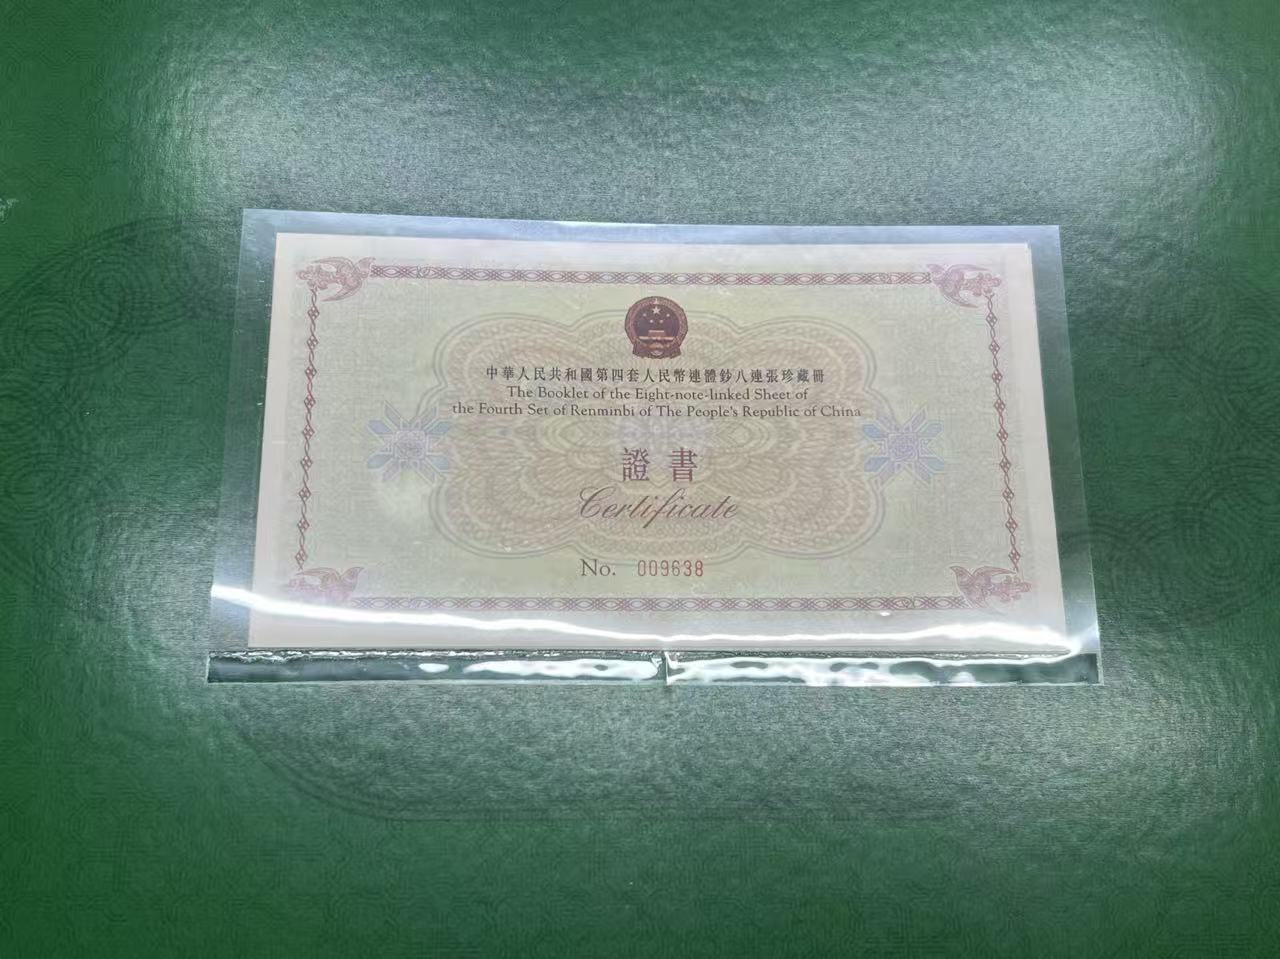 中華人民共和國第四套人民幣連體鈔八連張珍藏冊
The Booklet of the Eight-note-linked Sheet of
the Fourth Set of Renminbi of The People's Republic of China
證書
Certificate
No. 009638